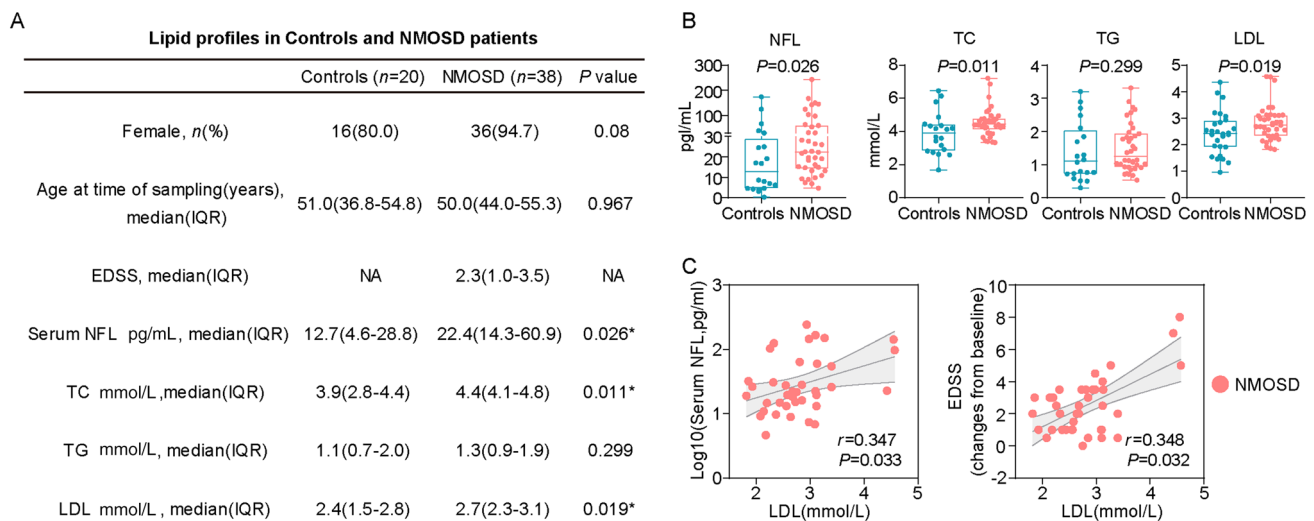 A
Lipid profiles in Controls and NMOSD patients
Controls (n=20) NMOSD (n=38) P value
Female, n(%) 16(80.0) 36(94.7) 0.08
Age at time of sampling(years),
median(IQR) 51.0(36.8-54.8) 50.0(44.0-55.3) 0.967
EDSS, median(IQR) NA 2.3(1.0-3.5) NA
Serum NFL pg/mL, median(IQR) 12.7(4.6-28.8) 22.4(14.3-60.9) 0.026*
TC mmol/L ,median(IQR) 3.9(2.8-4.4) 4.4(4.1-4.8) 0.011*
TG mmol/L, median(IQR) 1.1(0.7-2.0) 1.3(0.9-1.9) 0.299
LDL mmol/L , median(IQR) 2.4(1.5-2.8) 2.7(2.3-3.1) 0.019*
B
NFL
P=0.026
pgl/mL
300
200
100
30
20
10
0
Controls NMOSD
TC
P=0.011
mmol/L
8
6
4
2
0
Controls NMOSD
TG
P=0.299
4
3
2
1
0
Controls NMOSD
LDL
P=0.019
5
4
3
2
1
0
Controls NMOSD
C
Log10(Serum NFL,pg/ml)
3
2
1
0
r=0.347
P=0.033
2 3 4 5
LDL(mmol/L)
EDSS
(changes from baseline)
10
8
6
4
2
0
-2
r=0.348
P=0.032
2 3 4 5
LDL(mmol/L)
NMOSD